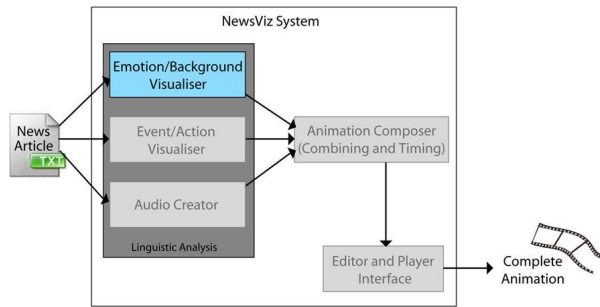 NewsViz System
Emotion/Background
Visualiser
News
Article
TXT
Event/Action
Visualiser
Animation Composer
(Combining and Timing)
Audio Creator
Linguistic Analysis
Editor and Player
Interface
Complete
Animation